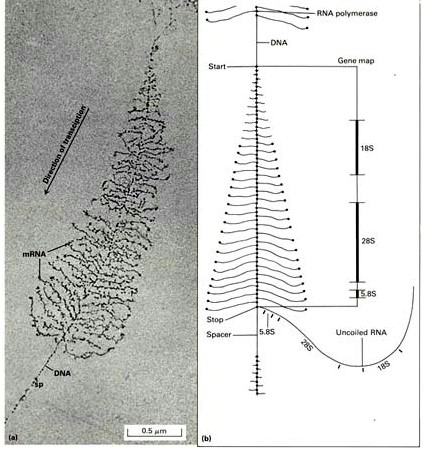 Direction of transcription
mRNA
DNA
sp
0.5 μm
(a)
(b)
RNA polymerase
DNA
Start
Gene map
18S
28S
5.8S
Stop
5.8S
Spacer
28S
Uncoiled RNA
18S